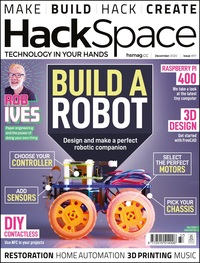 MAKE BUILD HACK CREATE
HackSpace
TECHNOLOGY IN YOUR HANDS
hsmag.cc
December 2020
Issue
ROB
IVES
Paper engineering and the power of doing your own thing
BUILD A
ROBOT
Design and make a perfect
robotic companion
RASPBERRY PI
400
We take a look
at the latest
tiny computer
3D
DESIGN
Get started
with FreeCAD
CHOOSE YOUR
CONTROLLER
ADD
SENSORS
SELECT THE
PERFECT
MOTORS
PICK YOUR
CHASSIS
DIY
CONTACTLESS
Use NFC in your projects
RESTORATION HOME AUTOMATION 3D PRINTING MUSIC